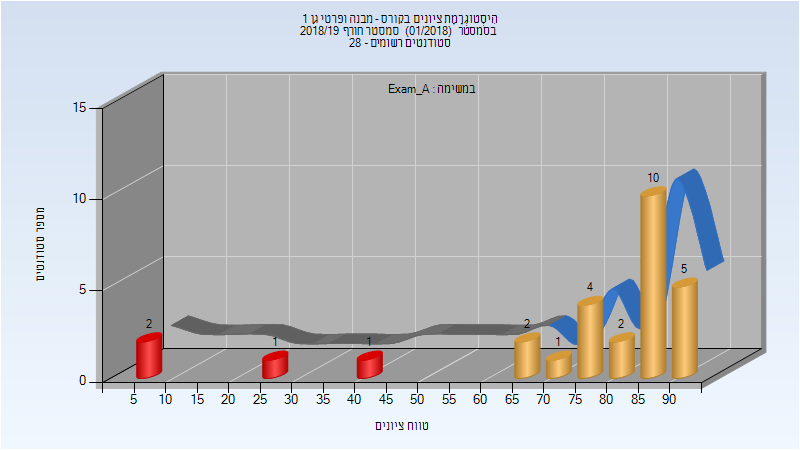 היסטוגרמת ציונים בקורס - מבנה ופרטי גן 1
בסמסטר (01/2018) סמסטר חורף 2018/19
סטודנטים רשומים - 28
במשימה : Exam_A
מספר סטודנטים
15
10
5
0
2
1
1
2
1
4
2
10
5
5 10 15 20 25 30 35 40 45 50 55 60 65 70 75 80 85 90
טווח ציונים